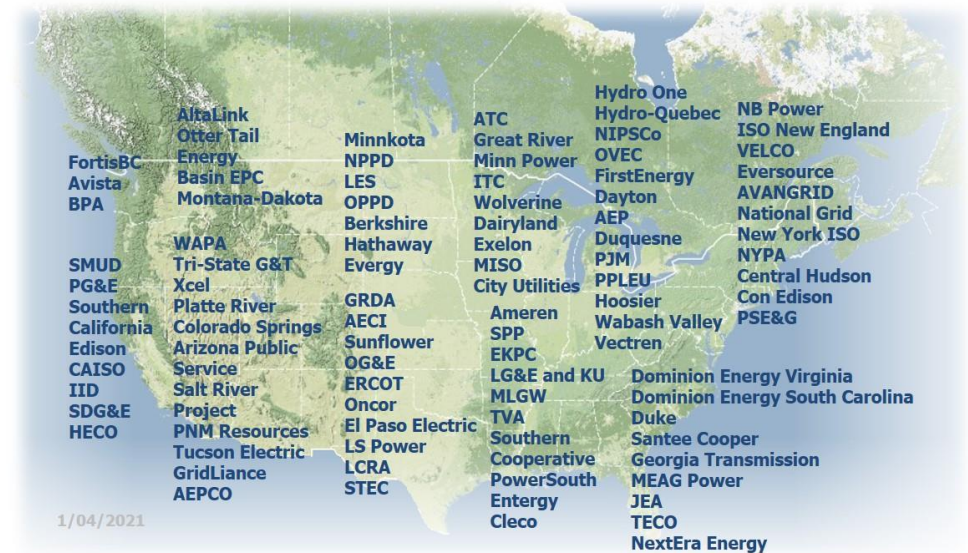 FortisBC
Avista
BPA
SMUD
PG&E
Southern
California
Edison
CAISO
IID
SDG&E
HECO
AltaLink
Otter Tail
Energy
Basin EPC
Montana-Dakota
WAPA
Tri-State G&T
Xcel
Platte River
Colorado Springs
Arizona Public
Service
Salt River
Project
PNM Resources
Tucson Electric
GridLiance
AEPCO
Minnkota
NPPD
LES
OPPD
Berkshire
Hathaway
Evergy
GRDA
AECI
Sunflower
OG&E
ERCOT
Oncor
El Paso Electric
LS Power
LCRA
STEC
ATC
Great River
Minn Power
ITC
Wolverine
Dairyland
Exelon
MISO
City Utilities
Ameren
SPP
EKPC
LG&E and KU
MLGW
TVA
Southern
Cooperative
PowerSouth
Entergy
Cleco
Hydro One
Hydro-Quebec
NIPSCo
OVEC
FirstEnergy
Dayton
AEP
Duquesne
PJM
PPLEU
Hoosier
Wabash Valley
Vectren
Dominion Energy Virginia
Dominion Energy South Carolina
Duke
Santee Cooper
Georgia Transmission
MEAG Power
JEA
TECO
NextEra Energy
NB Power
ISO New England
VELCO
Eversource
AVANGRID
National Grid
New York ISO
NYPA
Central Hudson
Con Edison
PSE&G
1/04/2021